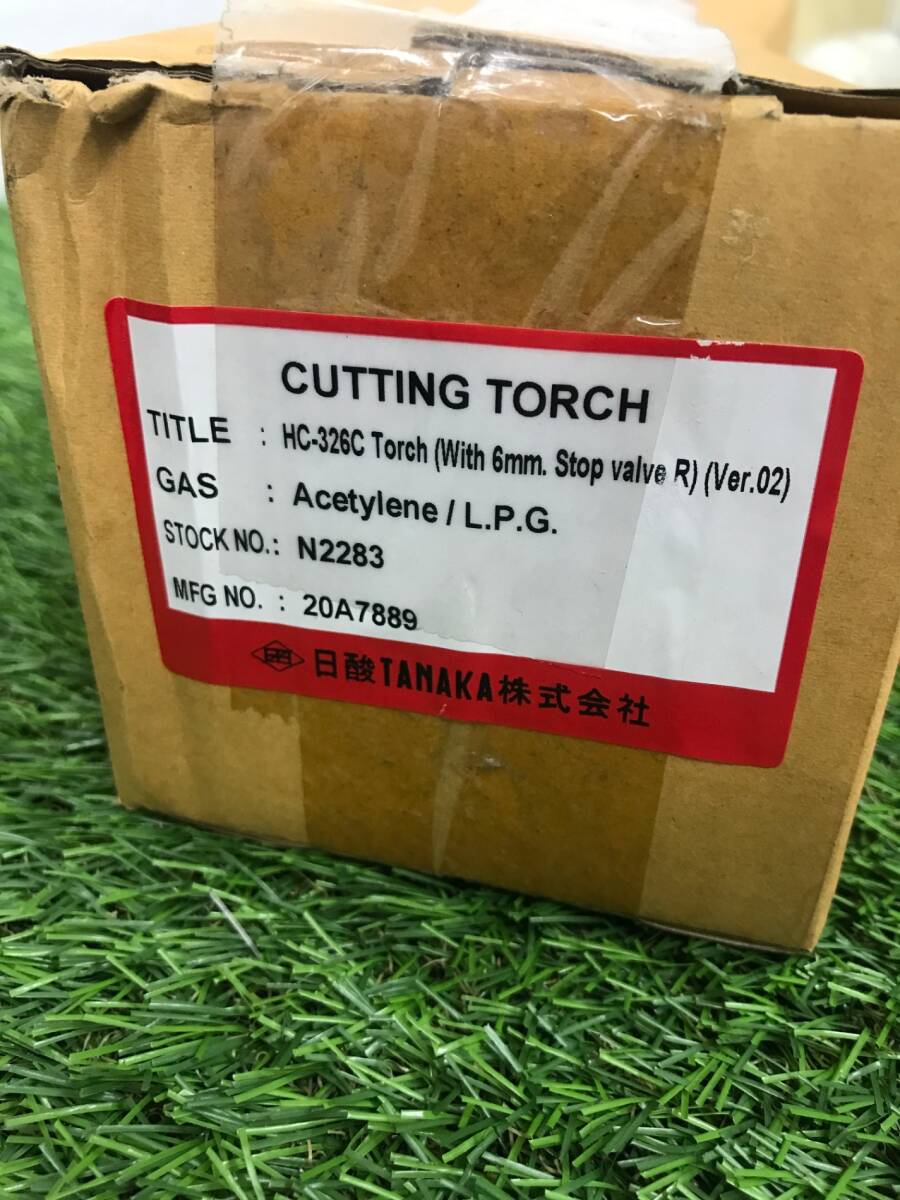 CUTTING TORCH
TITLE : HC-326C Torch (With 6mm. Stop valve R) (Ver.02)
GAS : Acetylene / L.P.G.
STOCK NO.: N2283
MFG NO. : 20A7889
日酸TANAKA株式会社